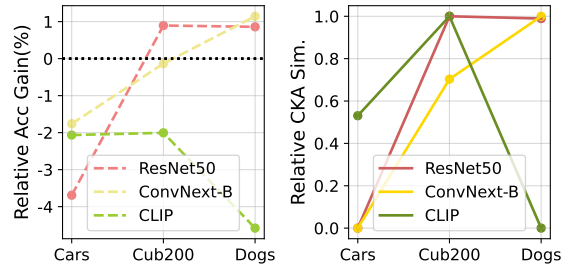 Relative Acc Gain(%)
1
0
-1
-2
-3
-4
ResNet50
ConvNext-B
CLIP
Cars
Cub200
Dogs
Relative CKA Sim.
1.0
0.8
0.6
0.4
0.2
0.0
ResNet50
ConvNext-B
CLIP
Cars
Cub200
Dogs